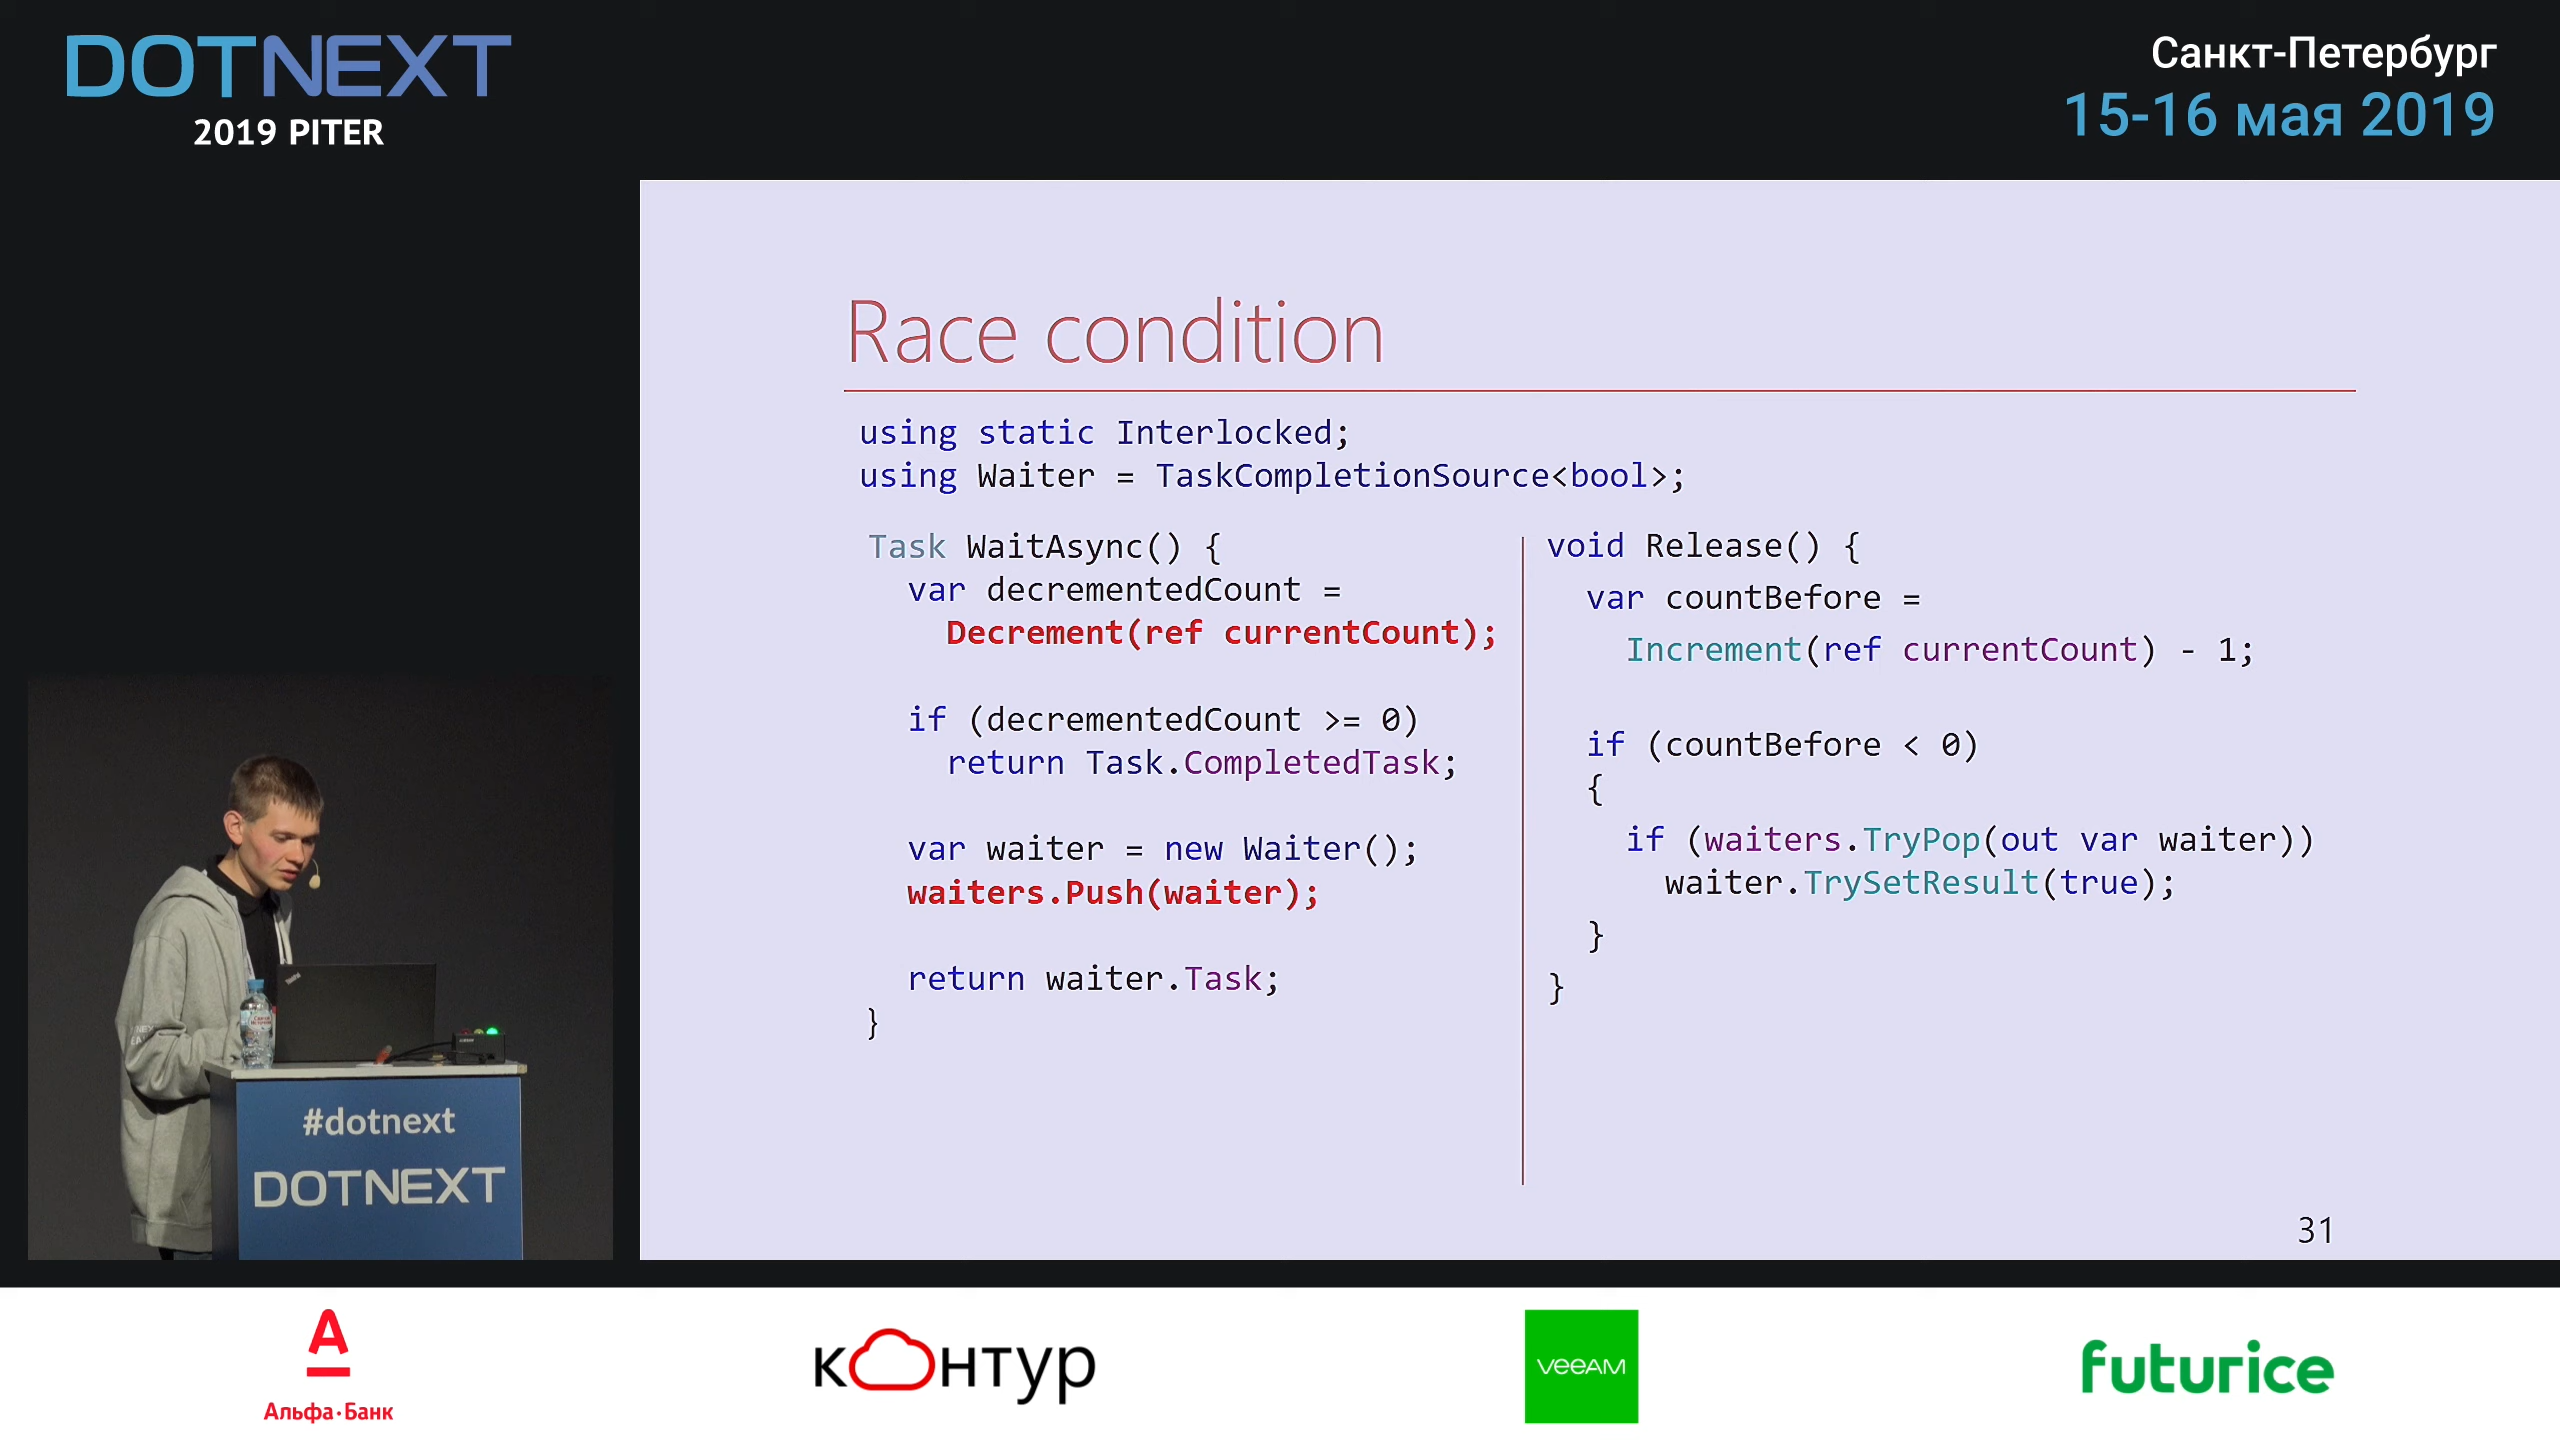 DOTNEXT
2019 PITER
Санкт-Петербург
15-16 мая 2019
Race condition
using static Interlocked;
using Waiter = TaskCompletionSource<bool>;
Task WaitAsync() {
var decrementedCount =
Decrement(ref currentCount);
if (decrementedCount >= 0)
return Task.CompletedTask;
var waiter = new Waiter();
waiters.Push(waiter);
return waiter.Task;
}
void Release() {
var countBefore =
Increment(ref currentCount) - 1;
if (countBefore < 0)
{
if (waiters.TryPop(out var waiter))
waiter.TrySetResult(true);
}
}
31
#dotnext
DOTNEXT
А
Альфа·Банк
контур
veeam
futurice